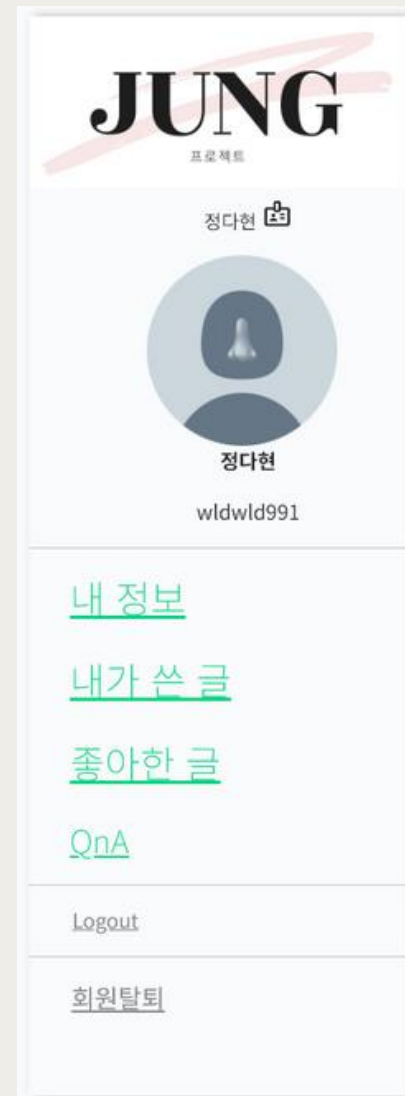 JUNG
프로젝트
정다현
정다현
wldwld991
내 정보
내가 쓴 글
좋아한 글
QnA
Logout
회원탈퇴